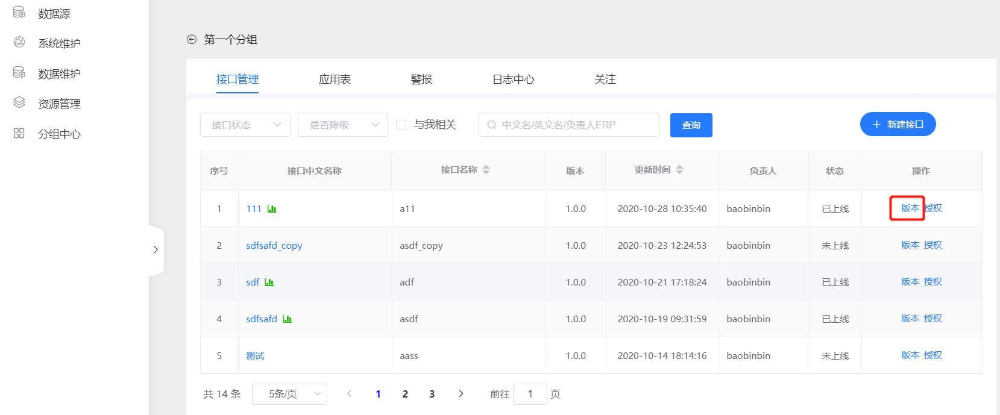 数据源
系统维护
数据维护
资源管理
分组中心
第一个分组
接口管理 应用表 警报 日志中心 关注
接口状态 是否降级 与我相关 中文名/英文名/负责人ERP 查询 新建接口
序号 接口中文名称 接口名称 版本 更新时间 负责人 状态 操作
1 111 a11 1.0.0 2020-10-28 10:35:40 baobinbin 已上线 版本 授权
2 sdfsafd_copy asdf_copy 1.0.0 2020-10-23 12:24:53 baobinbin 未上线 版本 授权
3 sdf adf 1.0.0 2020-10-21 17:18:24 baobinbin 已上线 版本 授权
4 sdfsafd asdf 1.0.0 2020-10-19 09:31:59 baobinbin 已上线 版本 授权
5 测试 aass 1.0.0 2020-10-14 18:14:16 baobinbin 未上线 版本 授权
共 14 条 5条/页 1 2 3 前往 1 页